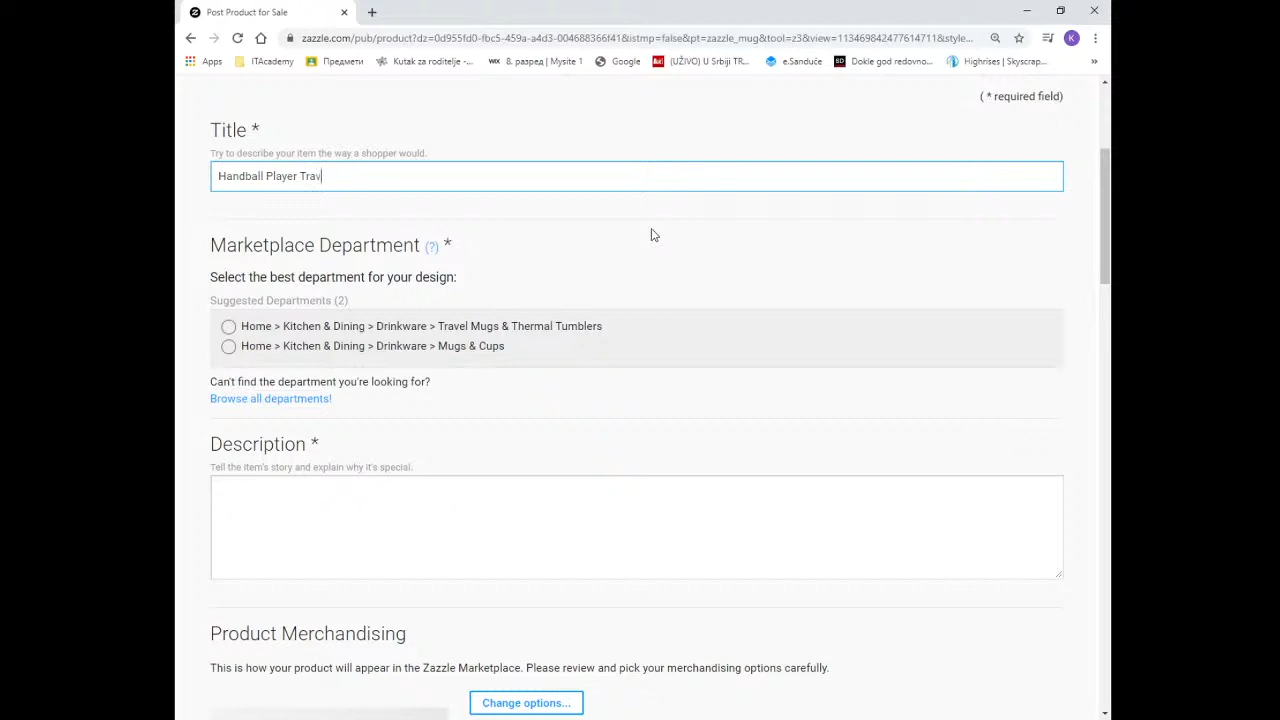 Post Product for Sale
zazzle.com/pub/product?dz=0d955fd0-fbc5-459a-a4d3-004688366f41&istmp=false&pt=zazzle_mug&tool=z3&view=113469842477614711&style...
K
Apps
ITAcademy
Предмети
Kutak za roditelje -...
WIX
8. разред | Mysite 1
Google
(UŽIVO) U Srbiji TR...
e.Sanduče
Dokle god redovno...
Highrises | Skyscrap...
( * required field)
Title *
Try to describe your item the way a shopper would.
Handball Player Trav
Marketplace Department (?) *
Select the best department for your design:
Suggested Departments (2)
Home > Kitchen & Dining > Drinkware > Travel Mugs & Thermal Tumblers
Home > Kitchen & Dining > Drinkware > Mugs & Cups
Can't find the department you're looking for?
Browse all departments!
Description *
Tell the item's story and explain why it's special.
Product Merchandising
This is how your product will appear in the Zazzle Marketplace. Please review and pick your merchandising options carefully.
Change options...